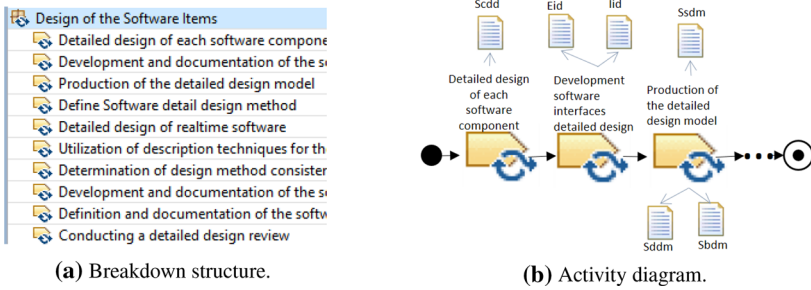 Design of the Software Items
Detailed design of each software compone
Development and documentation of the s
Production of the detailed design model
Define Software detail design method
Detailed design of realtime software
Utilization of description techniques for th
Determination of design method consister
Development and documentation of the s
Definition and documentation of the softw
Conducting a detailed design review
(a) Breakdown structure.
Scdd
Eid
Iid
Ssdm
Detailed design
of each
software
component
Development
software
interfaces
detailed design
Production of
the detailed
design model
Sddm
Sbdm
(b) Activity diagram.